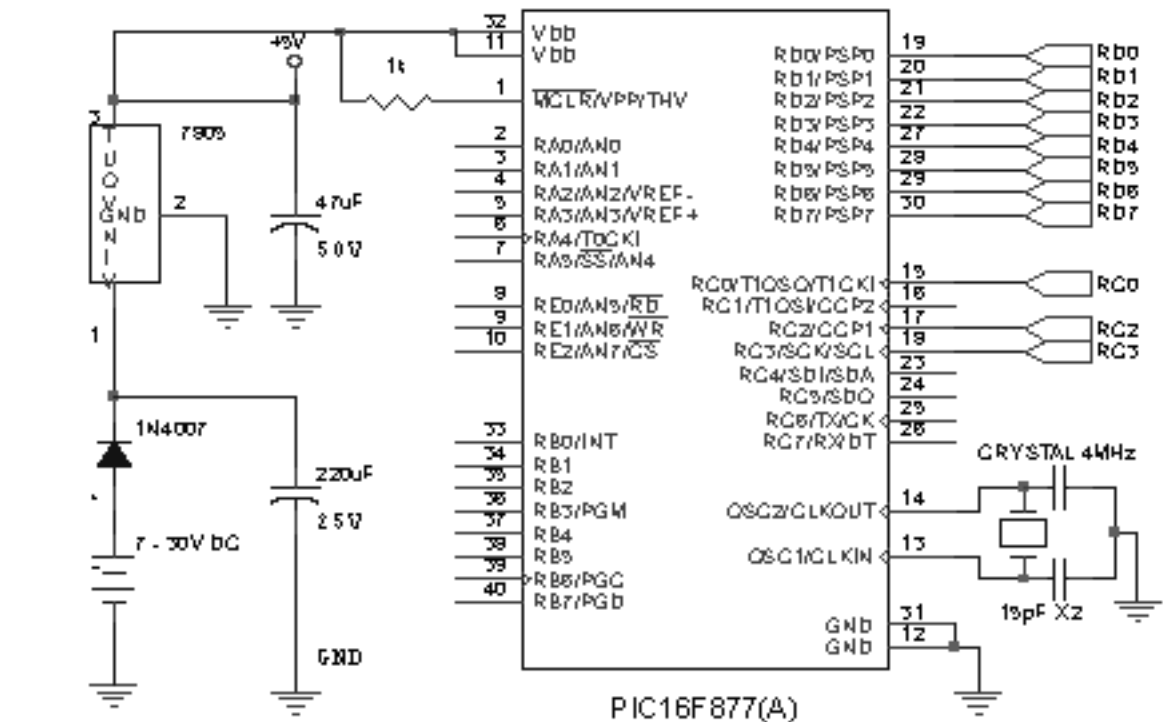 +5V
1k
7805
3
VOUT
GND
VIN
2
1
47uF
50V
1N4007
220uF
25V
7 - 30V DC
GND
32 VDD
11 VDD
1 MCLR/VPP/THV
2 RA0/AN0
3 RA1/AN1
4 RA2/AN2/VREF-
5 RA3/AN3/VREF+
6 RA4/T0CKI
7 RA5/SS/AN4
8 RE0/AN5/RD
9 RE1/AN6/WR
10 RE2/AN7/CS
33 RB0/INT
34 RB1
35 RB2
36 RB3/PGM
37 RB4
38 RB5
39 RB6/PGC
40 RB7/PGD
RD0/PSP0 19 RD0
RD1/PSP1 20 RD1
RD2/PSP2 21 RD2
RD3/PSP3 22 RD3
RD4/PSP4 27 RD4
RD5/PSP5 28 RD5
RD6/PSP6 29 RD6
RD7/PSP7 30 RD7
RC0/T1OSO/T1CKI 15 RC0
RC1/T1OSI/CCP2 16
RC2/CCP1 17 RC2
RC3/SCK/SCL 18 RC3
RC4/SDI/SDA 23
RC5/SDO 24
RC6/TX/CK 25
RC7/RX/DT 26
CRYSTAL 4MHz
OSC2/CLKOUT 14
OSC1/CLKIN 13
15pF X2
GND 31
GND 12
PIC16F877(A)